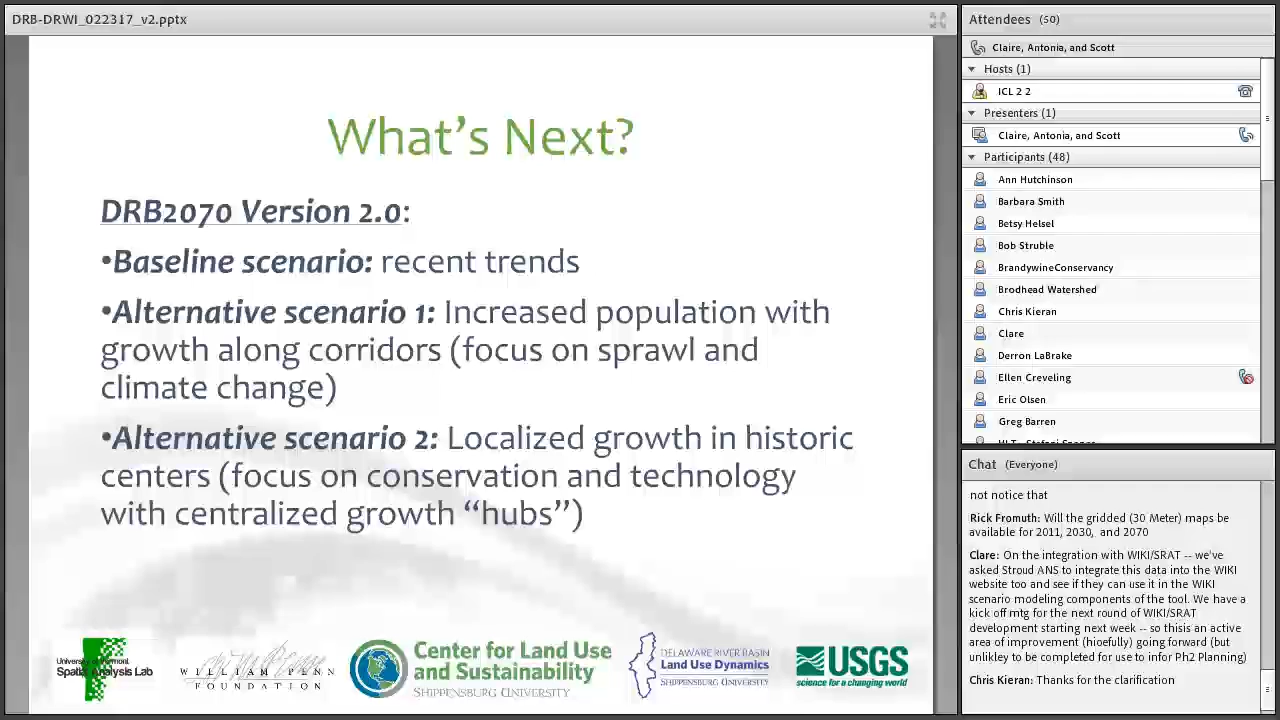 DRB-DRWI_022317_v2.pptx
What's Next?
DRB2070 Version 2.0:
•Baseline scenario: recent trends
•Alternative scenario 1: Increased population with
growth along corridors (focus on sprawl and
climate change)
•Alternative scenario 2: Localized growth in historic
centers (focus on conservation and technology
with centralized growth “hubs”)
University of Vermont
Spatial Analysis Lab
WILLIAM PENN
FOUNDATION
Center for Land Use
and Sustainability
SHIPPENSBURG UNIVERSITY
DELAWARE RIVER BASIN
Land Use Dynamics
SHIPPENSBURG UNIVERSITY
USGS
science for a changing world
Attendees (50)
Claire, Antonia, and Scott
Hosts (1)
ICL 2 2
Presenters (1)
Claire, Antonia, and Scott
Participants (48)
Ann Hutchinson
Barbara Smith
Betsy Helsel
Bob Struble
BrandywineConservancy
Brodhead Watershed
Chris Kieran
Clare
Derron LaBrake
Ellen Creveling
Eric Olsen
Greg Barren
Chat (Everyone)
not notice that
Rick Fromuth: Will the gridded (30 Meter) maps be
available for 2011, 2030, and 2070
Clare: On the integration with WIKI/SRAT -- we've
asked Stroud ANS to integrate this data into the WIKI
website too and see if they can use it in the WIKI
scenario modeling components of the tool. We have a
kick off mtg for the next round of WIKI/SRAT
development starting next week -- so thisis an active
area of improvement (hioefully) going forward (but
unlikley to be completed for use to infor Ph2 Planning)
Chris Kieran: Thanks for the clarification